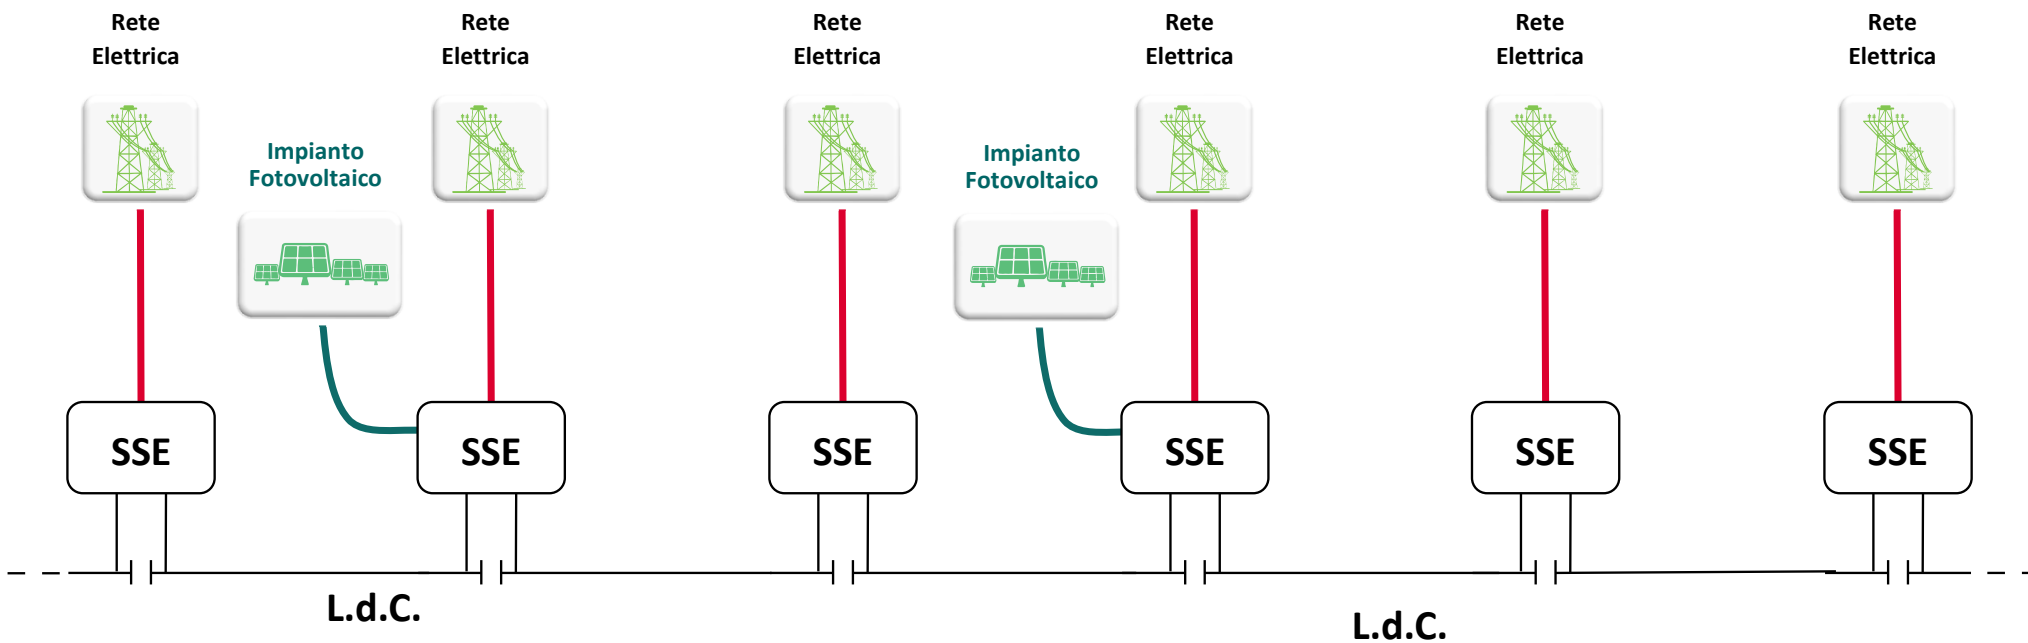 Rete
Elettrica
Rete
Elettrica
Rete
Elettrica
Rete
Elettrica
Rete
Elettrica
Rete
Elettrica
Impianto
Fotovoltaico
Impianto
Fotovoltaico
SSE
SSE
SSE
SSE
SSE
SSE
L.d.C.
L.d.C.